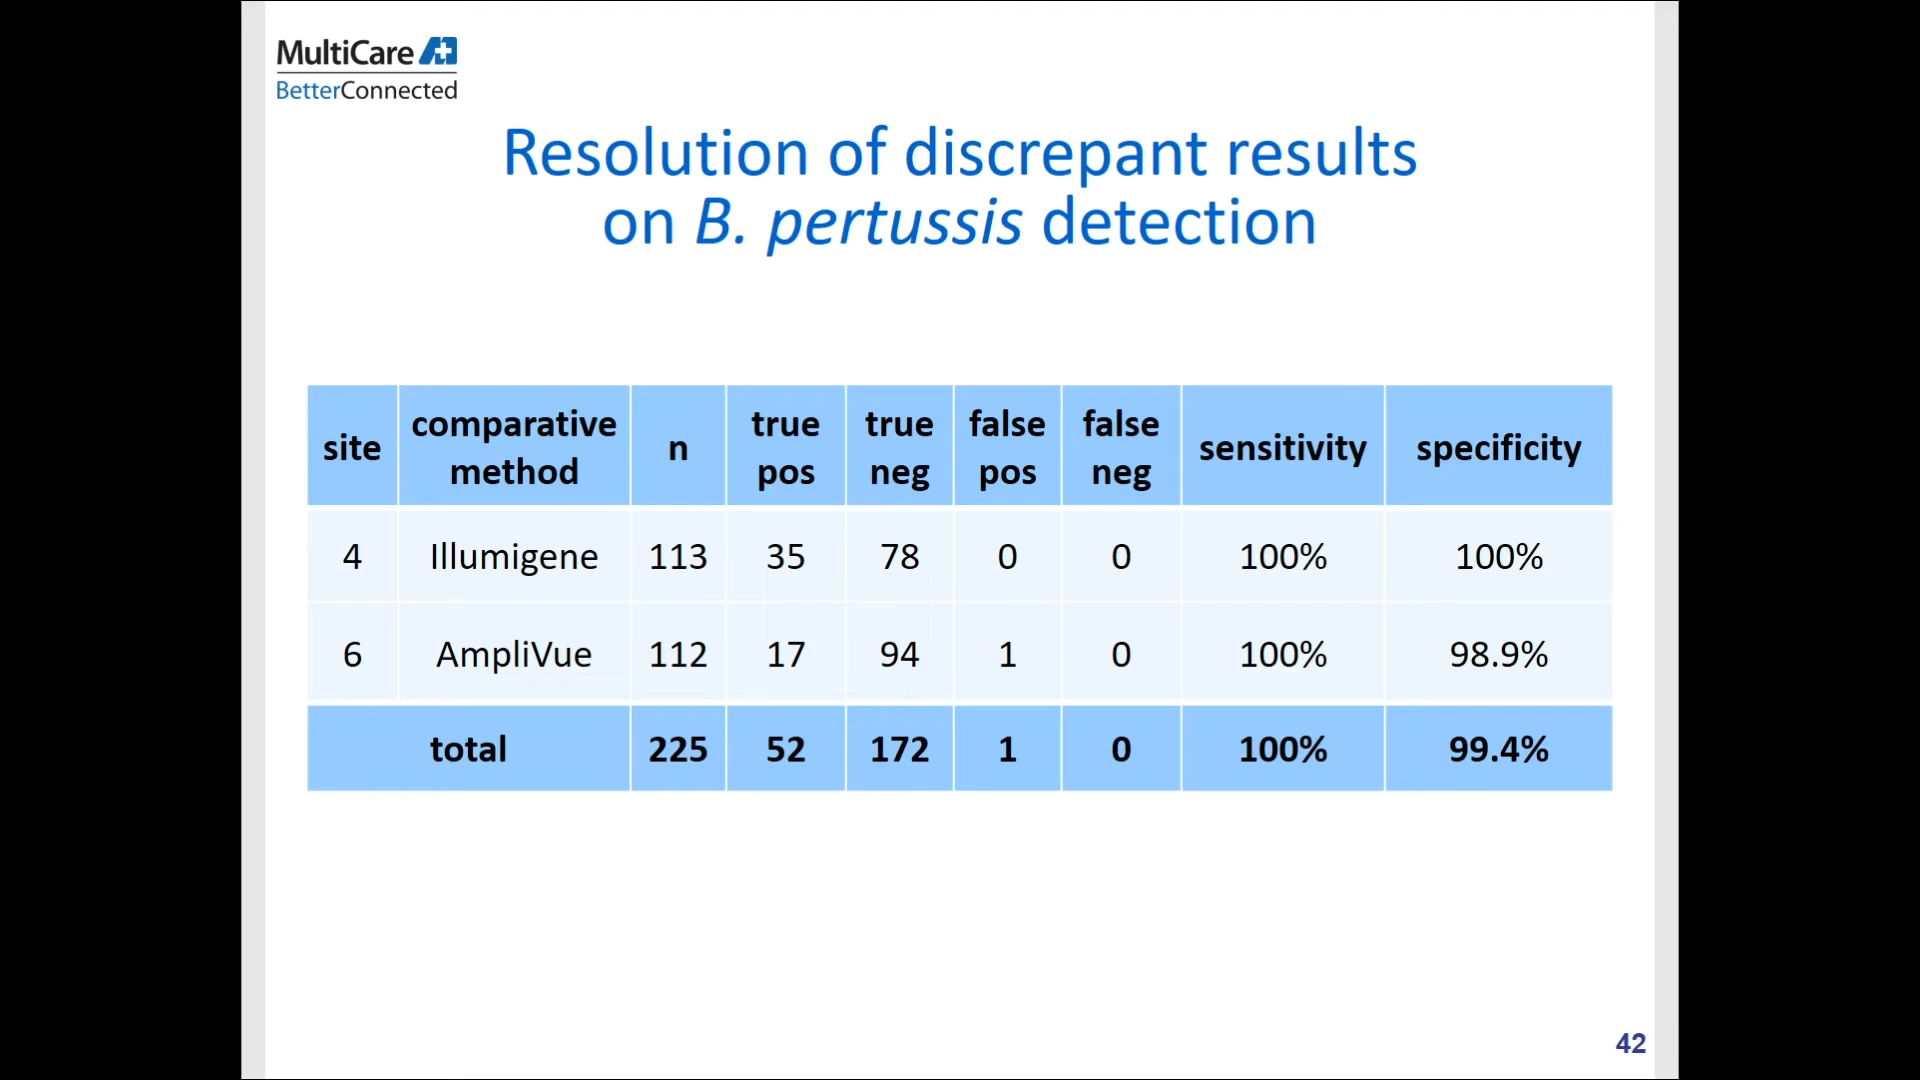 MultiCare
BetterConnected
Resolution of discrepant results
on B. pertussis detection
site comparative method n true pos true neg false pos false neg sensitivity specificity
4 Illumigene 113 35 78 0 0 100% 100%
6 AmpliVue 112 17 94 1 0 100% 98.9%
total 225 52 172 1 0 100% 99.4%
42